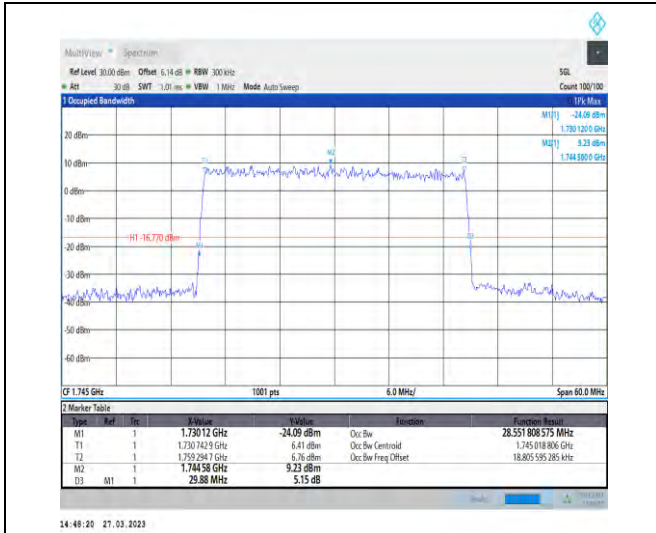 MultiView Spectrum
Ref Level 30.00 dBm Offset 6.14 dB RBW 300 kHz SGL
Att 30 dB SWT 1.01 ms VBW 1 MHz Mode Auto Sweep Count 100/100
1 Occupied Bandwidth 1Pk Max
M1[1] -24.09 dBm
1.730 120 0 GHz
M2[1] 9.23 dBm
1.744 580 0 GHz
20 dBm
M2
10 dBm
T1
T2
0 dBm
-10 dBm
H1 -16.770 dBm
M1
D3
-20 dBm
-30 dBm
-40 dBm
-50 dBm
-60 dBm
CF 1.745 GHz 1001 pts 6.0 MHz/ Span 60.0 MHz
2 Marker Table
Type Ref Trc X-Value Y-Value Function Function Result
M1 1 1.73012 GHz -24.09 dBm Occ Bw 28.551 808 575 MHz
T1 1 1.730 742 9 GHz 6.41 dBm Occ Bw Centroid 1.745 018 806 GHz
T2 1 1.759 294 7 GHz 6.76 dBm Occ Bw Freq Offset 18.805 595 285 kHz
M2 1 1.744 58 GHz 9.23 dBm
D3 M1 1 29.88 MHz 5.15 dB
14:48:20 27.03.2023